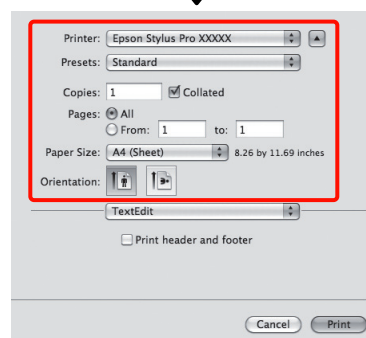 Printer: Epson Stylus Pro XXXXX
Presets: Standard
Copies: 1 Collated
Pages: All
From: 1 to: 1
Paper Size: A4 (Sheet) 8.26 by 11.69 inches
Orientation:
TextEdit
Print header and footer
Cancel Print